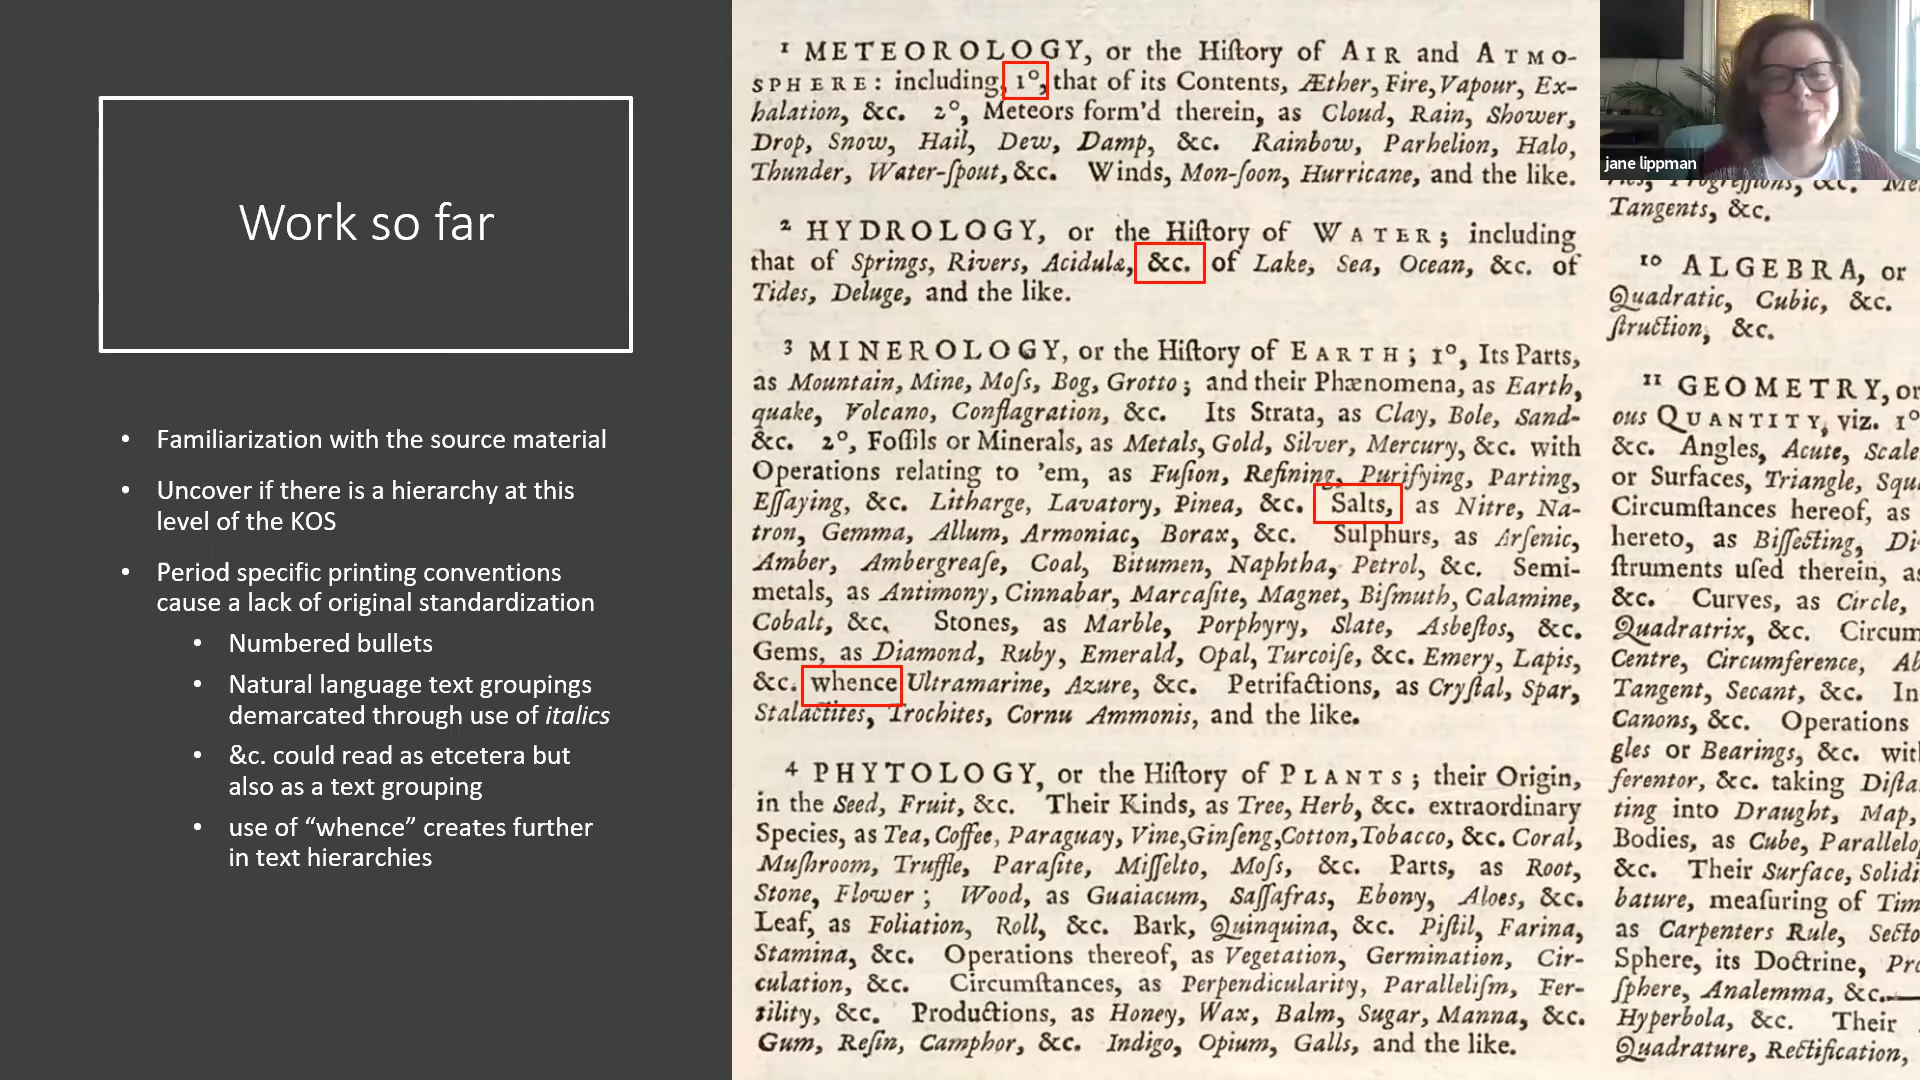 Work so far
• Familiarization with the source material
• Uncover if there is a hierarchy at this
level of the KOS
• Period specific printing conventions
cause a lack of original standardization
• Numbered bullets
• Natural language text groupings
demarcated through use of italics
• &c. could read as etcetera but
also as a text grouping
• use of “whence” creates further
in text hierarchies
¹ METEOROLOGY, or the Hiſtory of AIR and ATMO-
SPHERE: including, 1°, that of its Contents, Æther, Fire, Vapour, Ex-
halation, &c. 2°, Meteors form'd therein, as Cloud, Rain, Shower,
Drop, Snow, Hail, Dew, Damp, &c. Rainbow, Parhelion, Halo,
Thunder, Water-ſpout, &c. Winds, Mon-ſoon, Hurricane, and the like.
² HYDROLOGY, or the Hiſtory of WATER; including
that of Springs, Rivers, Acidulæ, &c. of Lake, Sea, Ocean, &c. of
Tides, Deluge, and the like.
³ MINEROLOGY, or the Hiſtory of EARTH; 1°, Its Parts,
as Mountain, Mine, Moſs, Bog, Grotto; and their Phænomena, as Earth,
quake, Volcano, Conflagration, &c. Its Strata, as Clay, Bole, Sand-
&c. 2°, Foſſils or Minerals, as Metals, Gold, Silver, Mercury, &c. with
Operations relating to 'em, as Fuſion, Refining, Purifying, Parting,
Eſſaying, &c. Litharge, Lavatory, Pinea, &c. Salts, as Nitre, Na-
tron, Gemma, Allum, Armoniac, Borax, &c. Sulphurs, as Arſenic,
Amber, Ambergreaſe, Coal, Bitumen, Naphtha, Petrol, &c. Semi-
metals, as Antimony, Cinnabar, Marcaſite, Magnet, Biſmuth, Calamine,
Cobalt, &c. Stones, as Marble, Porphyry, Slate, Asbeſtos, &c.
Gems, as Diamond, Ruby, Emerald, Opal, Turcoiſe, &c. Emery, Lapis,
&c. whence Ultramarine, Azure, &c. Petrifactions, as Cryſtal, Spar,
Stalactites, Trochites, Cornu Ammonis, and the like.
⁴ PHYTOLOGY, or the Hiſtory of PLANTS; their Origin,
in the Seed, Fruit, &c. Their Kinds, as Tree, Herb, &c. extraordinary
Species, as Tea, Coffee, Paraguay, Vine, Ginſeng, Cotton, Tobacco, &c. Coral,
Muſhroom, Truffle, Paraſite, Miſſelto, Moſs, &c. Parts, as Root,
Stone, Flower; Wood, as Guaiacum, Saſſafras, Ebony, Aloes, &c.
Leaf, as Foliation, Roll, &c. Bark, Quinquina, &c. Piſtil, Farina,
Stamina, &c. Operations thereof, as Vegetation, Germination, Cir-
culation, &c. Circumſtances, as Perpendicularity, Paralleliſm, Fer-
tility, &c. Productions, as Honey, Wax, Balm, Sugar, Manna, &c.
Gum, Reſin, Camphor, &c. Indigo, Opium, Galls, and the like.
jane lippman
Progreſſions, &c.
Tangents, &c.
¹⁰ ALGEBRA, or
Quadratic, Cubic, &c.
ſtruction, &c.
¹¹ GEOMETRY, or
ous QUANTITY, viz. 1°
&c. Angles, Acute, Scale
or Surfaces, Triangle, Squ
Circumſtances hereof, as
hereto, as Biſſecting, Di
ſtruments uſed therein, as
&c. Curves, as Circle,
Quadratrix, &c. Circum
Centre, Circumference, Ab
Tangent, Secant, &c. In
Canons, &c. Operations
gles or Bearings, &c. with
ferentor, &c. taking Diſta
ting into Draught, Map,
Bodies, as Cube, Parallelo
&c. Their Surface, Solidi
bature, meaſuring of Tim
as Carpenters Rule, Secto
Sphere, its Doctrine, Pro
ſphere, Analemma, &c.—
Hyperbola, &c. Their
Quadrature, Rectification,